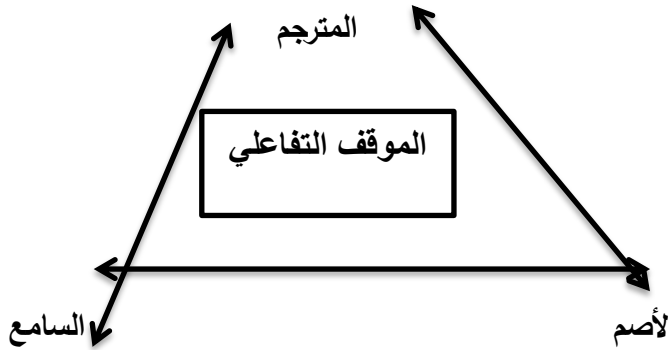 المترجم
الموقف التفاعلي
لأصم
السامع